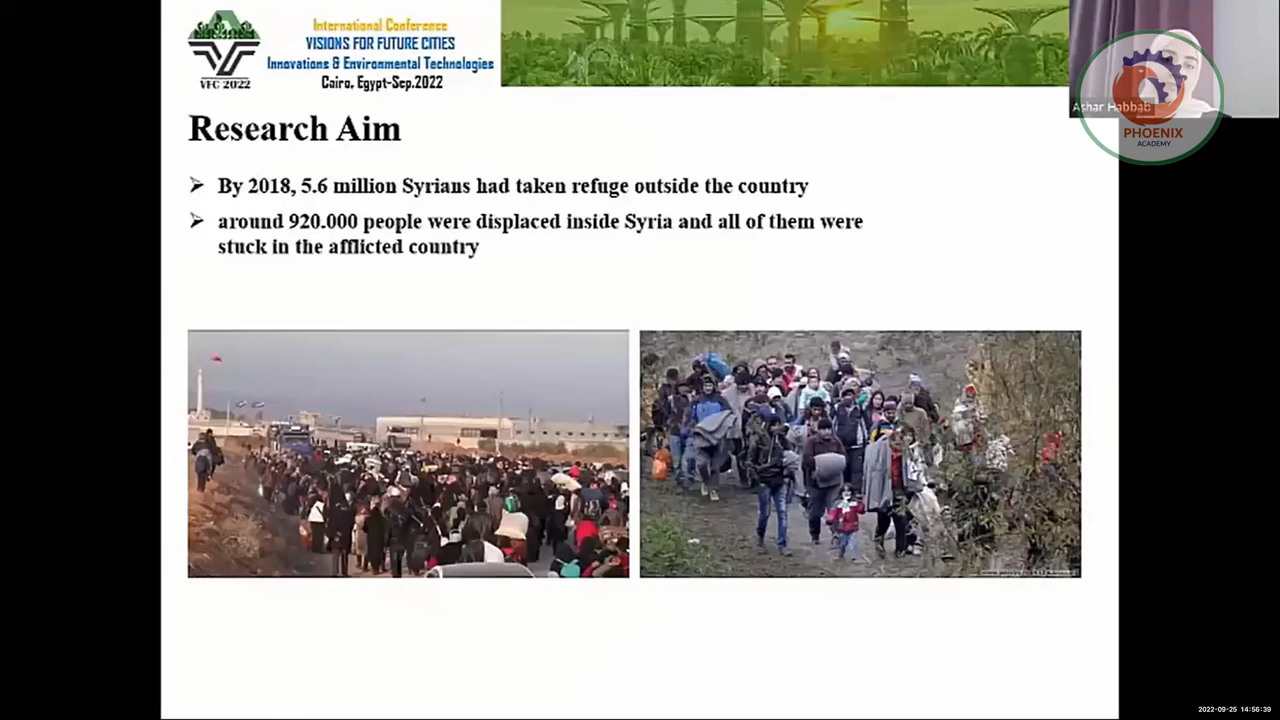 International Conference
VISIONS FOR FUTURE CITIES
Innovations & Environmental Technologies
Cairo, Egypt-Sep.2022
VFC 2022
Ashar Habbab
PHOENIX
ACADEMY
Research Aim
By 2018, 5.6 million Syrians had taken refuge outside the country
around 920.000 people were displaced inside Syria and all of them were
stuck in the afflicted country
2022-09-25 14:56:39